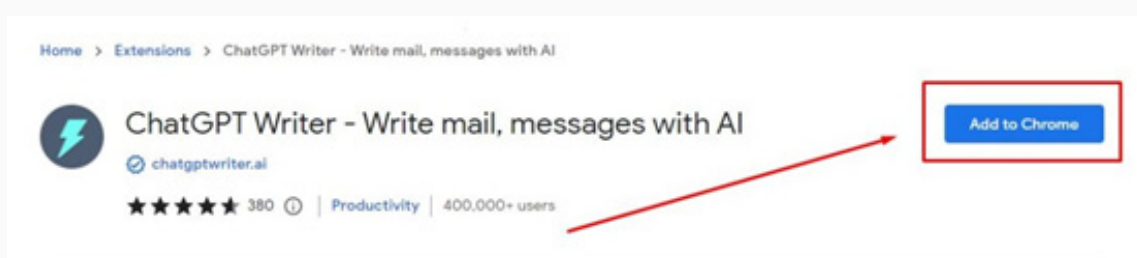 Home > Extensions > ChatGPT Writer - Write mail, messages with AI
ChatGPT Writer - Write mail, messages with AI
Add to Chrome
chatgptwriter.ai
380 | Productivity | 400,000+ users